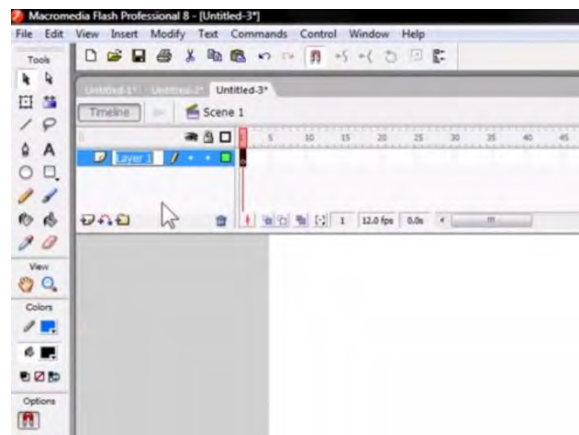 Macromedia Flash Professional 8 - [Untitled-3*]
File Edit View Insert Modify Text Commands Control Window Help
Tools
Untitled-1* Untitled-2* Untitled-3*
Timeline Scene 1
5 10 15 20 25 30 35 40 45
Layer 1
1 12.0 fps 0.0s
View
Colors
Options